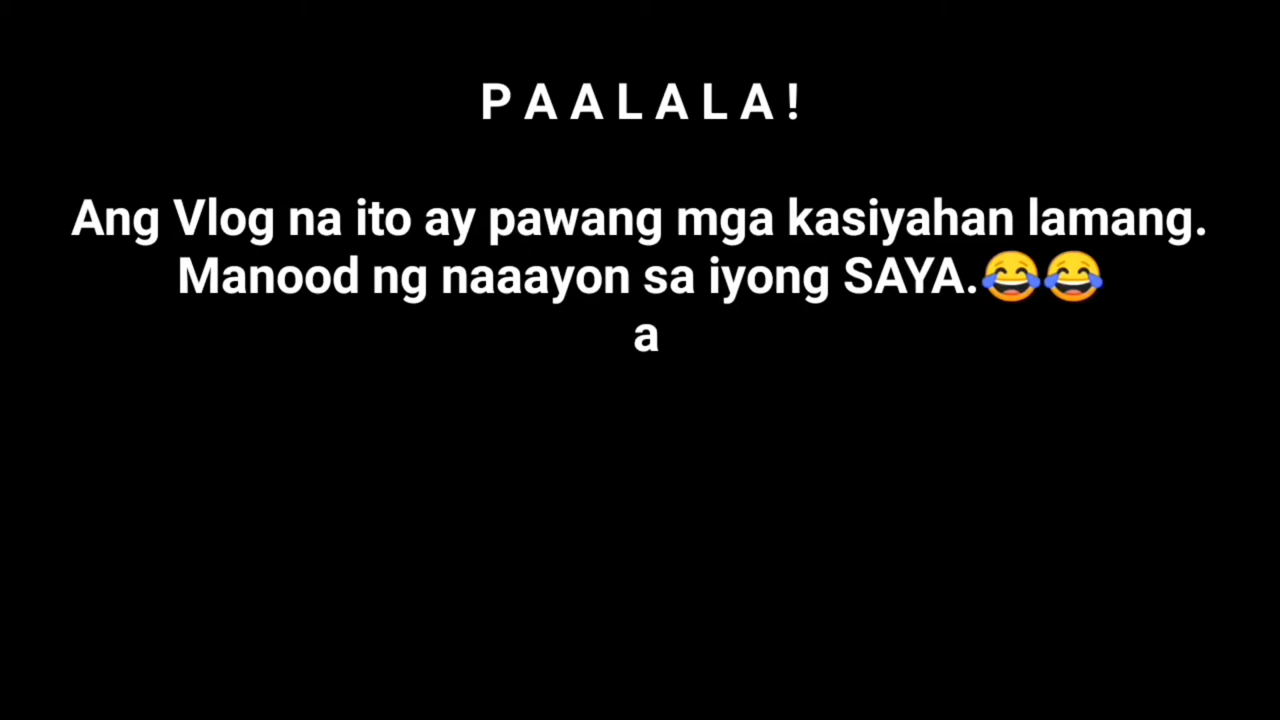 P A A L A L A !
Ang Vlog na ito ay pawang mga kasiyahan lamang.
Manood ng naaayon sa iyong SAYA.😂😂
a